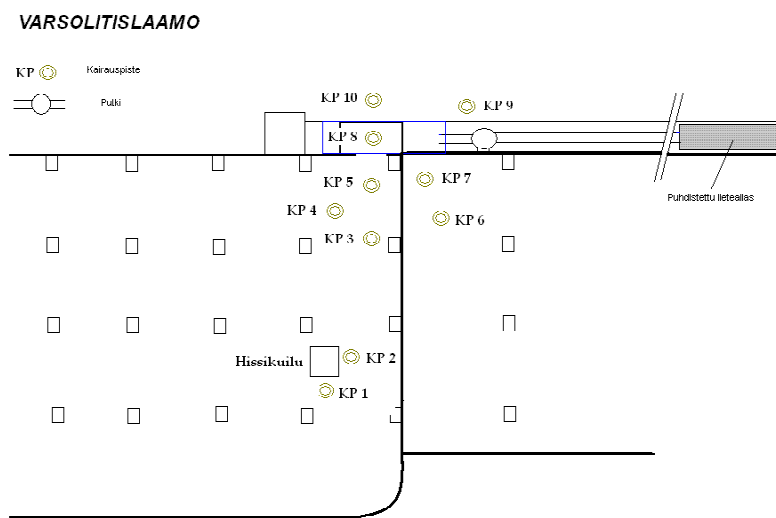 VARSOLITISLAAMO
KP Kairauspiste
Pulki
KP 10
KP 9
KP 8
KP 5
KP 7
Puhdistettu lieteallas
KP 4
KP 6
KP 3
Hissikuilu
KP 2
KP 1